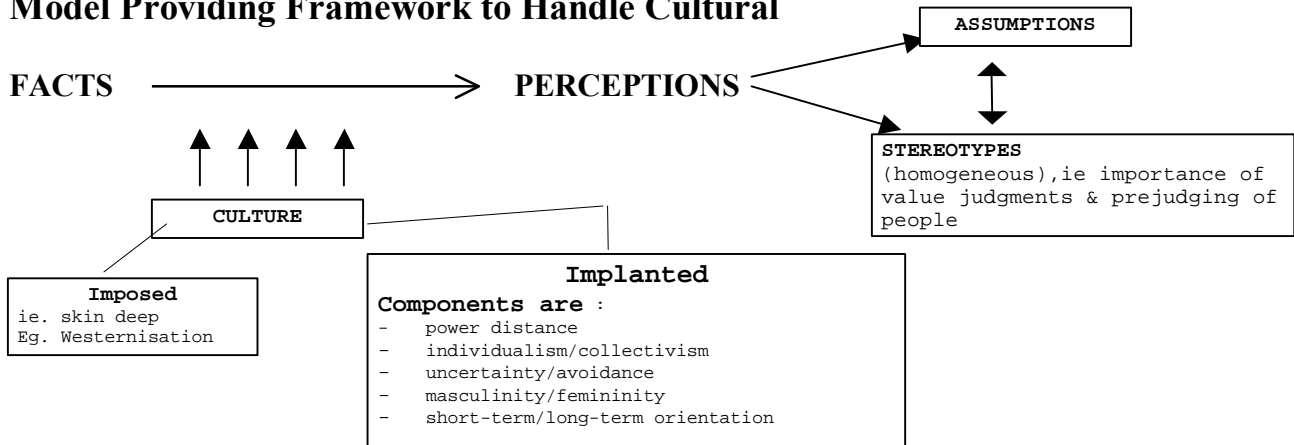 Model Providing Framework to Handle Cultural
ASSUMPTIONS
FACTS
PERCEPTIONS
STEREOTYPES
(homogeneous),ie importance of
value judgments & prejudging of
people
CULTURE
Imposed
ie. skin deep
Eg. Westernisation
Implanted
Components are :
- power distance
- individualism/collectivism
- uncertainty/avoidance
- masculinity/femininity
- short-term/long-term orientation